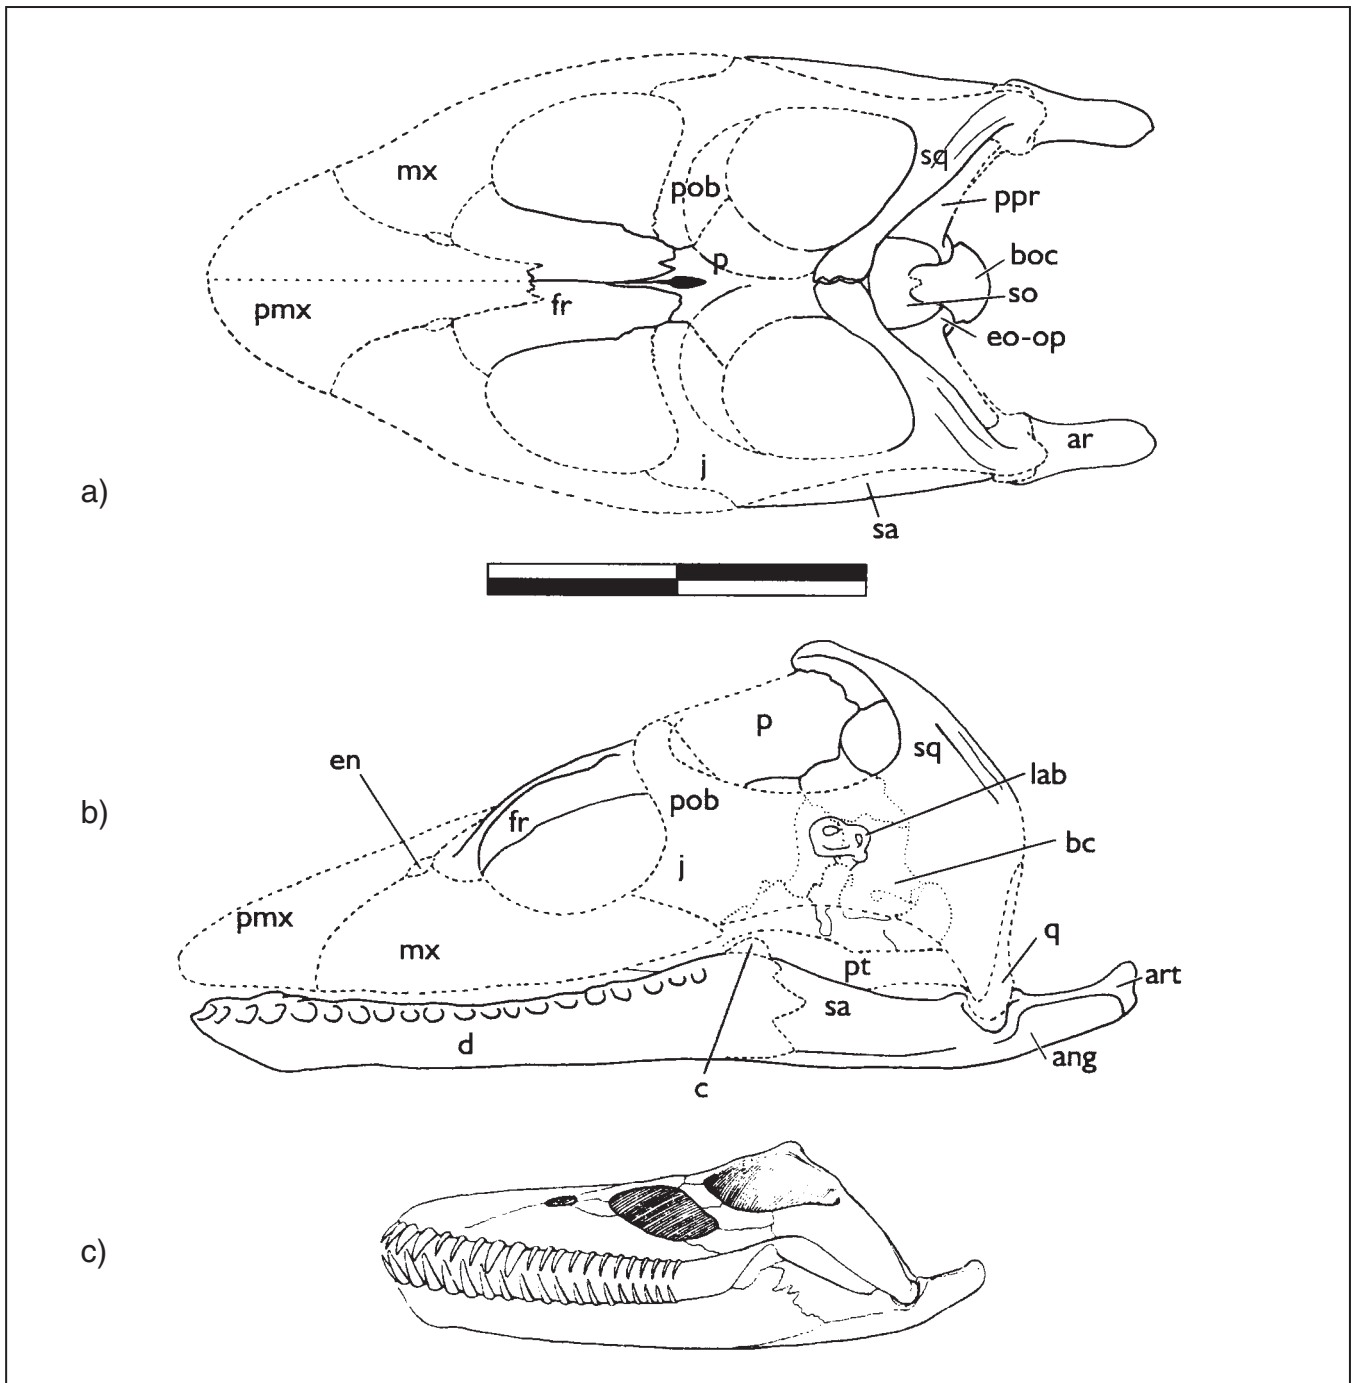 mx
sq
pob
ppr
p
boc
pmx
fr
so
eo-op
ar
j
a)
sa
p
en
sq
lab
pob
b)
fr
bc
j
pmx
mx
q
pt
art
sa
d
ang
c
c)